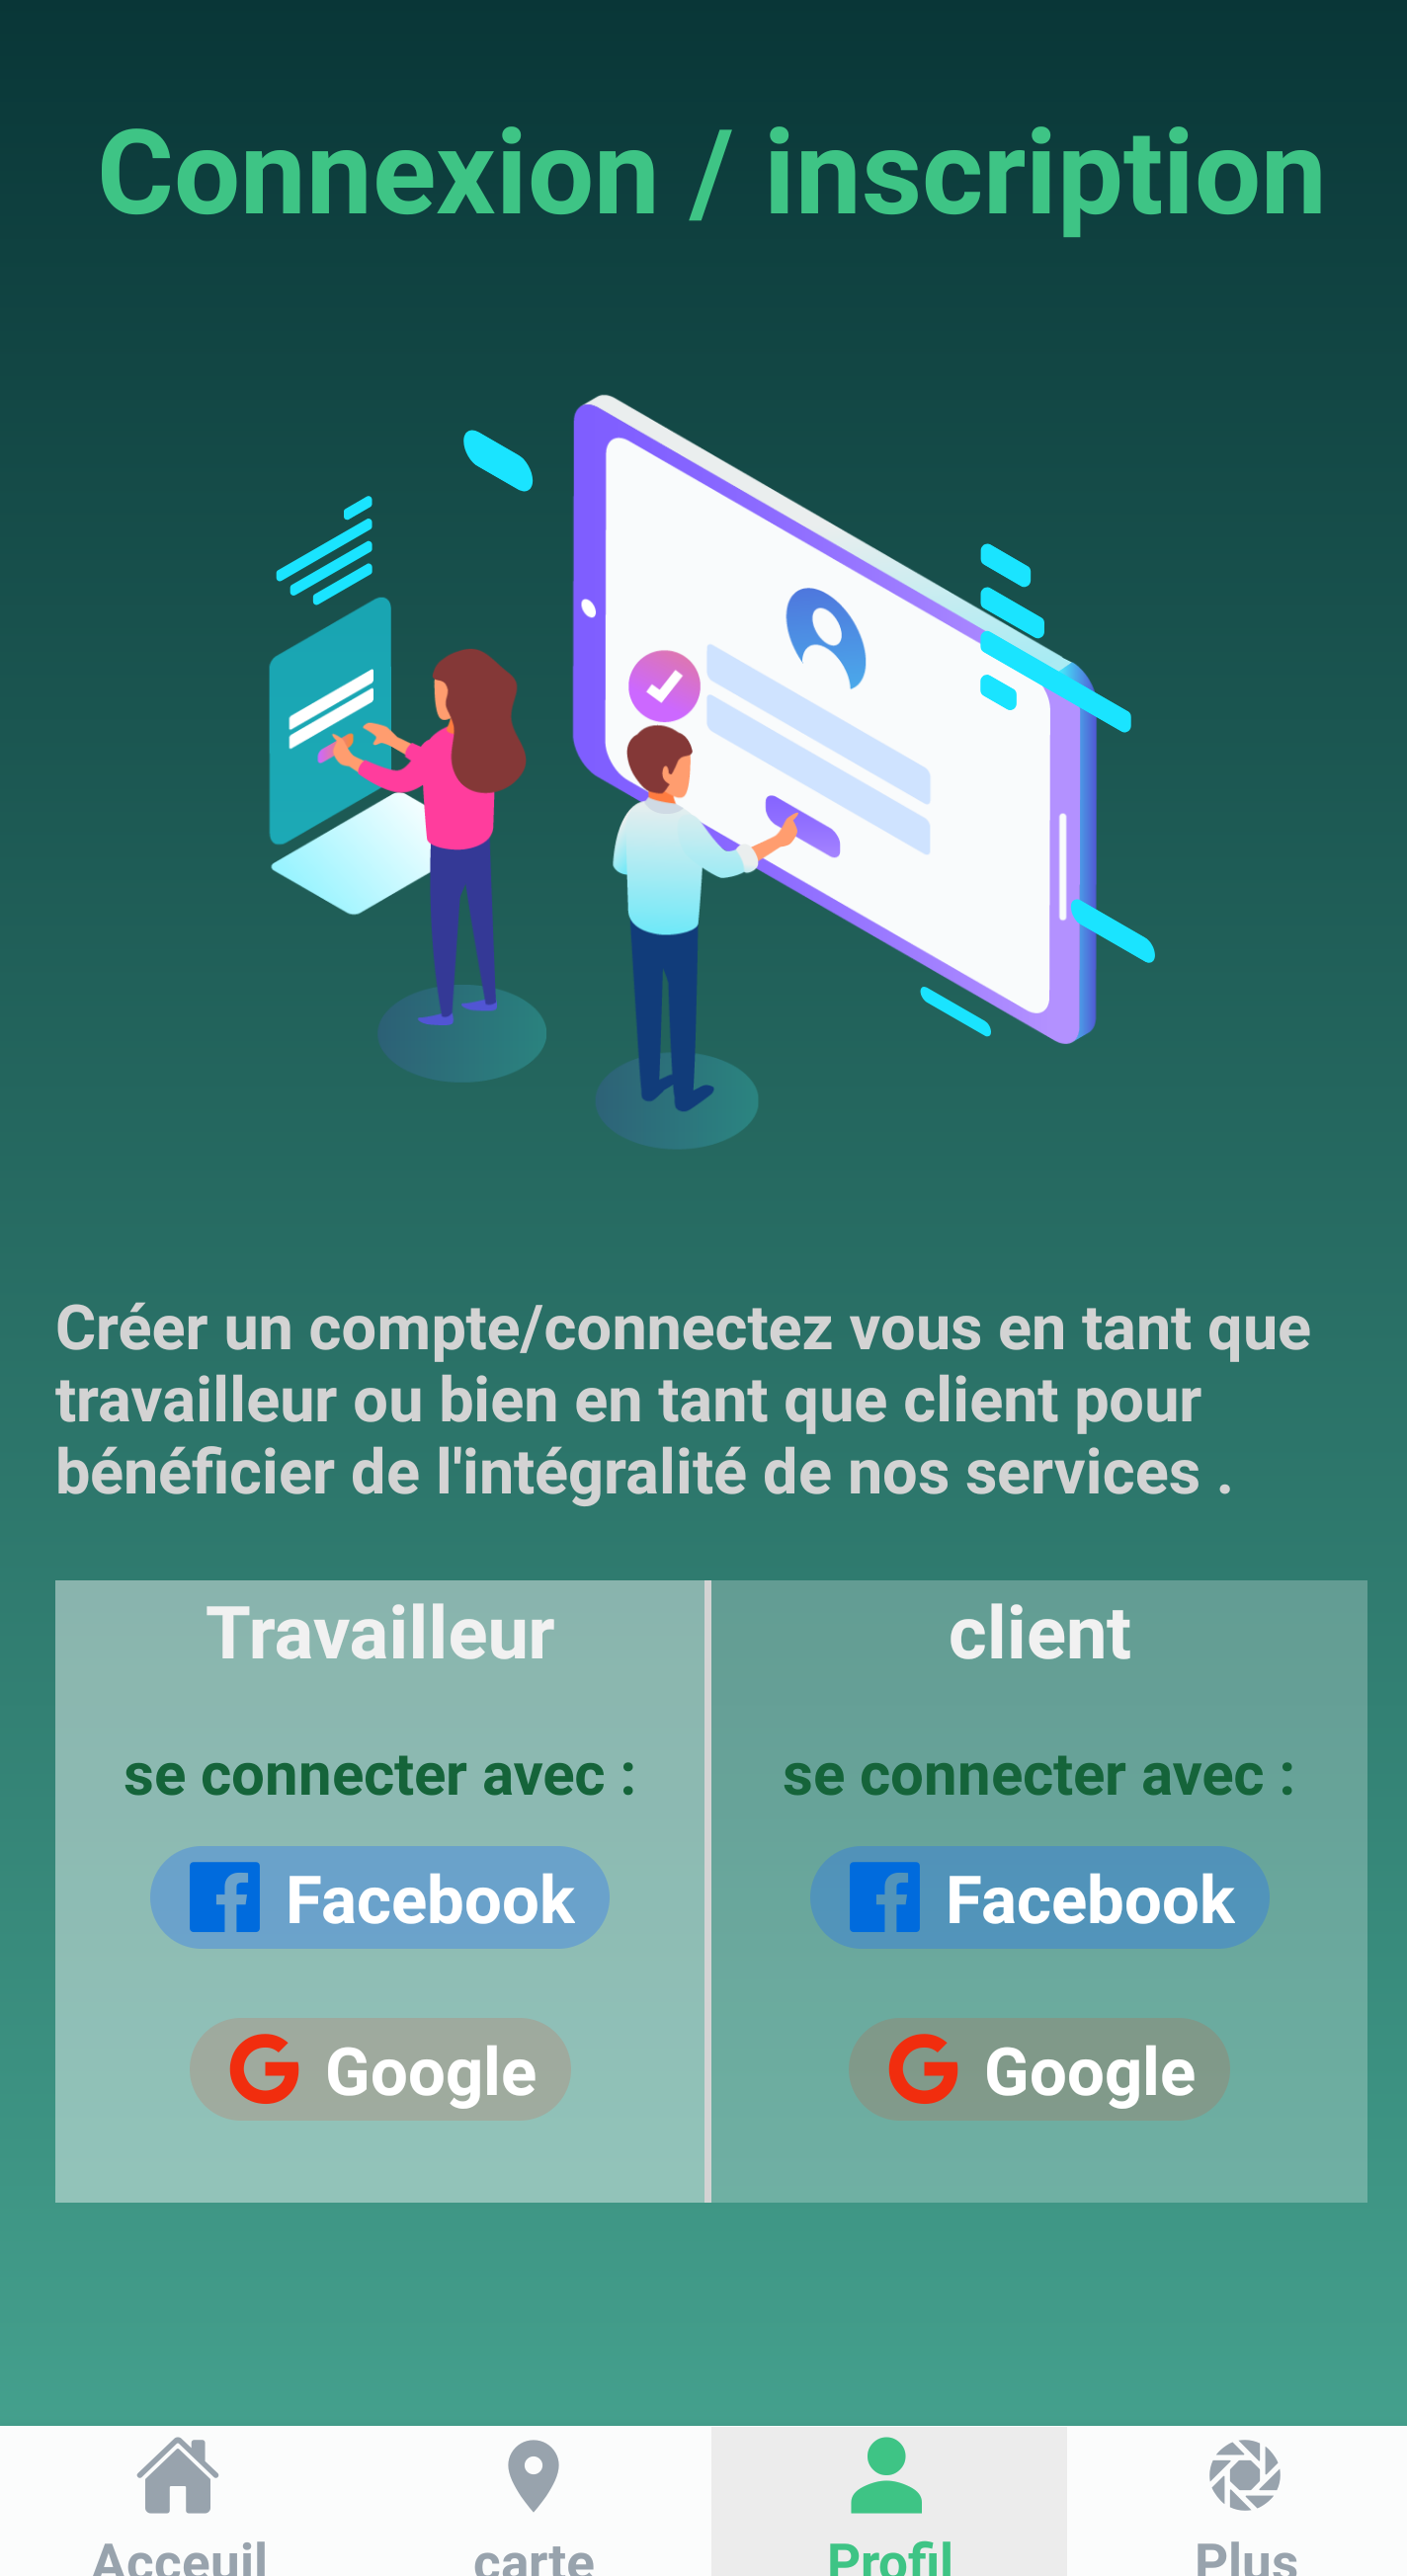 Connexion / inscription
Créer un compte/connectez vous en tant que
travailleur ou bien en tant que client pour
bénéficier de l'intégralité de nos services .
Travailleur
se connecter avec :
Facebook
Google
client
se connecter avec :
Facebook
Google
Acceuil
carte
Profil
Plus